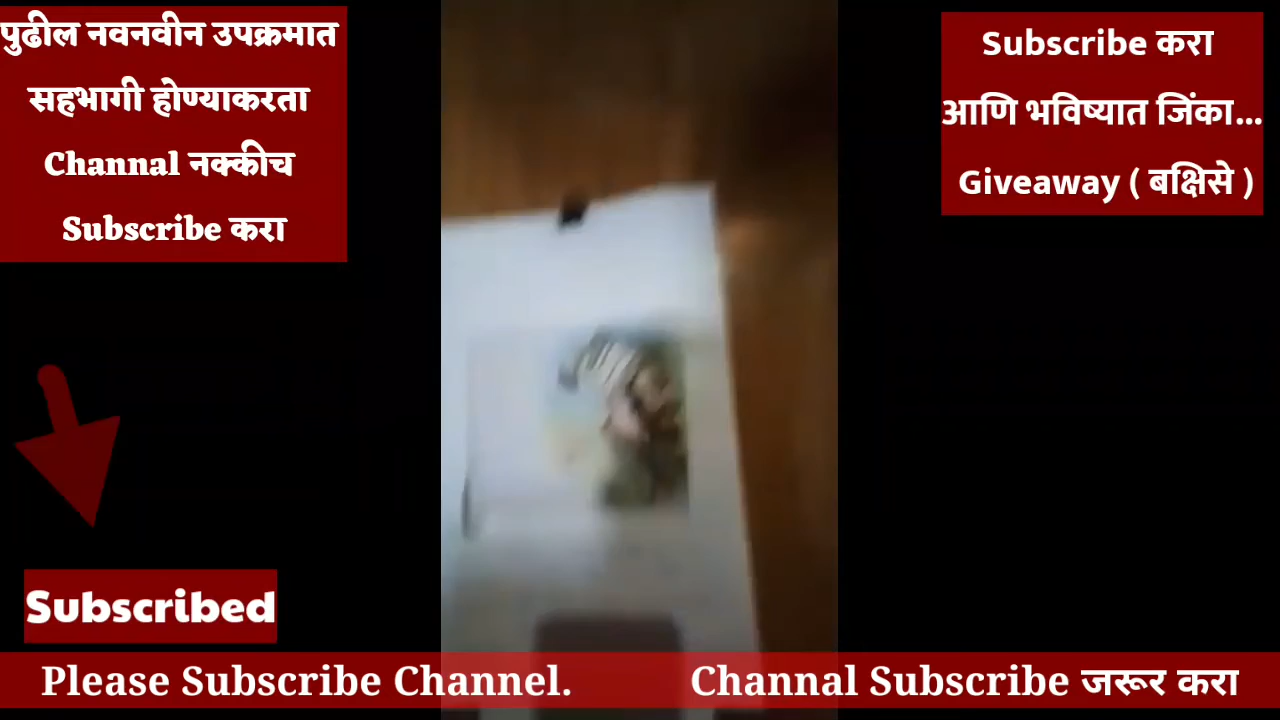 पुढील नवनवीन उपक्रमात
सहभागी होण्याकरता
Channal नक्कीच
Subscribe करा
Subscribe करा
आणि भविष्यात जिंका...
Giveaway ( बक्षिसे )
Subscribed
Please Subscribe Channel.
Channal Subscribe जरूर करा